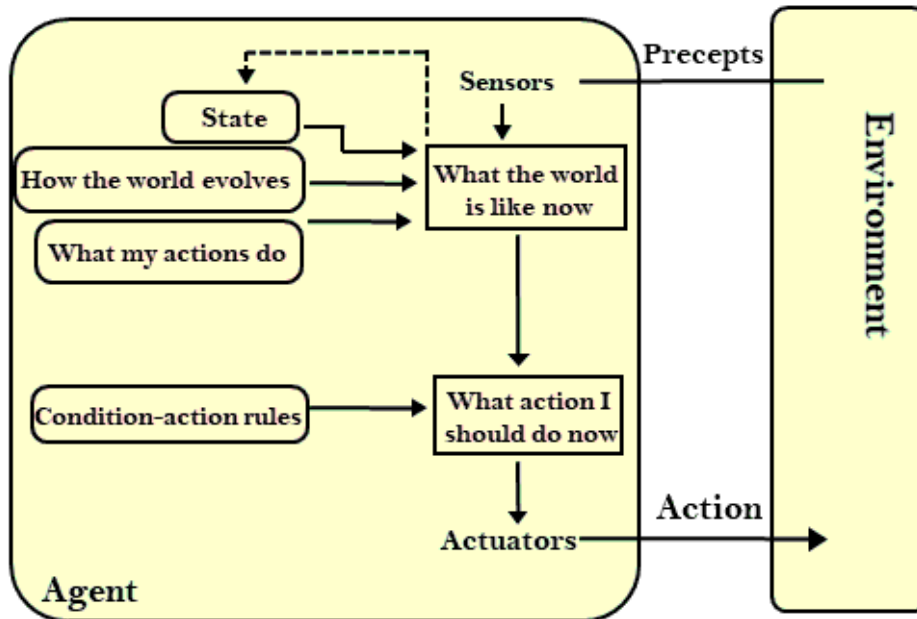 Precepts
Sensors
State
How the world evolves
What the world
is like now
What my actions do
Environment
Condition-action rules
What action I
should do now
Action
Actuators
Agent